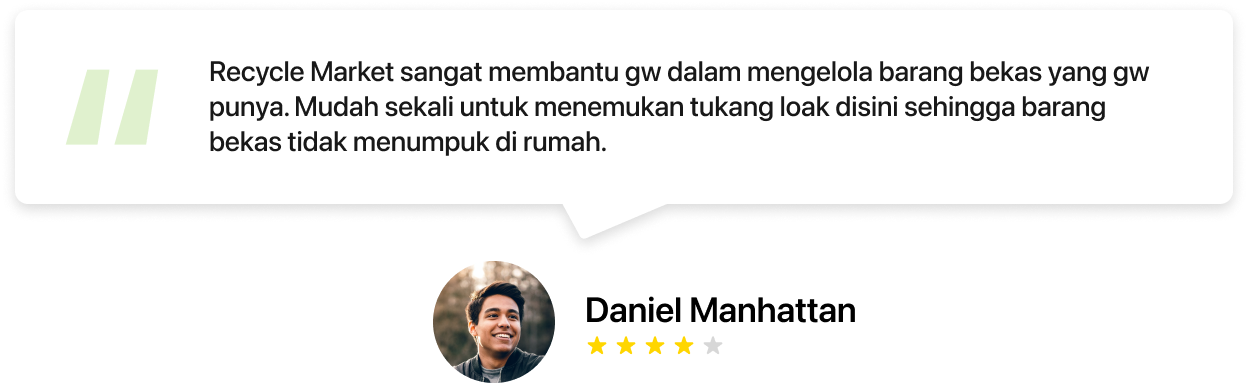 Recycle Market sangat membantu gw dalam mengelola barang bekas yang gw
punya. Mudah sekali untuk menemukan tukang loak disini sehingga barang
bekas tidak menumpuk di rumah.
Daniel Manhattan